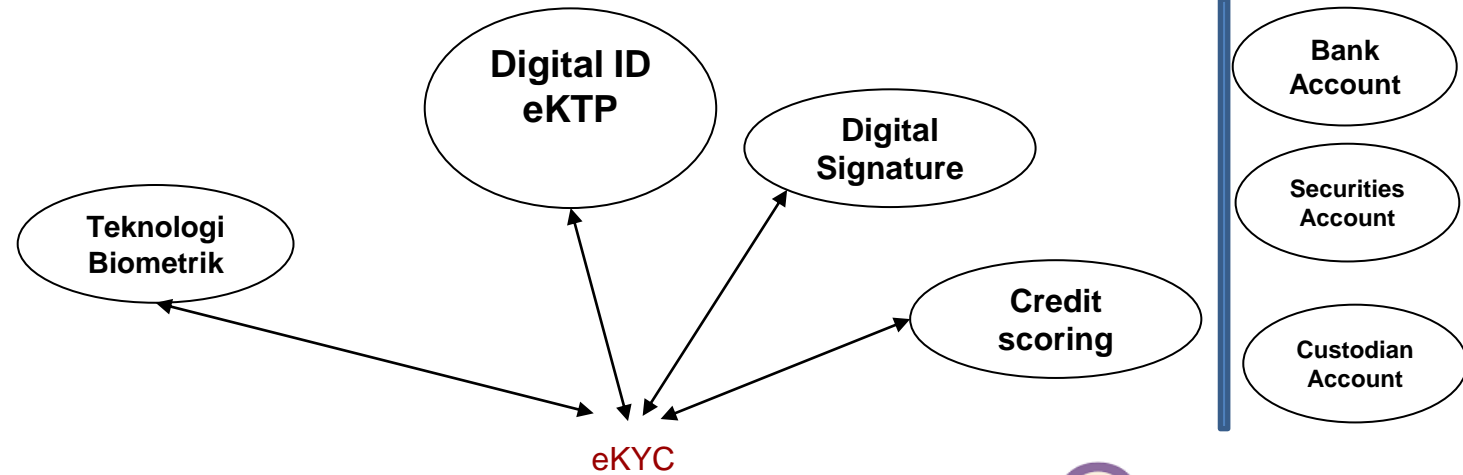 Digital ID
eKTP
Digital
Signature
Teknologi
Biometrik
Credit
scoring
eKYC
Bank
Account
Securities
Account
Custodian
Account